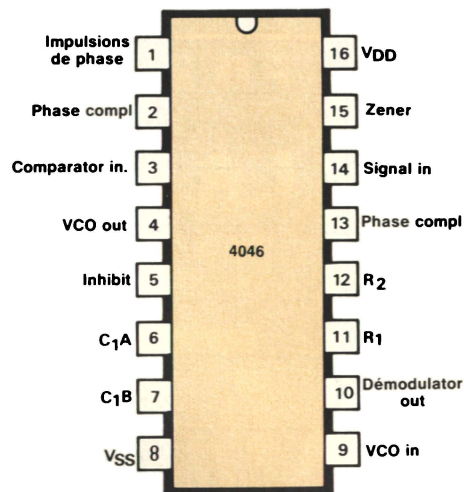 Impulsions
de phase
1
16
VDD
Phase compl
2
15
Zener
Comparator in.
3
14
Signal in
VCO out
4
13
Phase compl
4046
Inhibit
5
12
R2
C1A
6
11
R1
C1B
7
10
Démodulator
out
VSS
8
9
VCO in